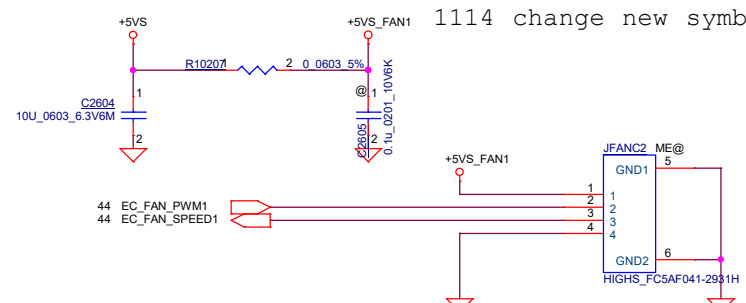 1114 change new symb
+5VS
+5VS_FAN1
R10207
1
2
0_0603_5%
@
1
1
C2604
10U_0603_6.3V6M
2
2
C2605
0.1u_0201_10V6K
JFANC2 ME@
+5VS_FAN1
GND1
5
1
1
44 EC_FAN_PWM1
2
2
44 EC_FAN_SPEED1
3
3
4
4
GND2
6
HIGHS_FC5AF041-2931H